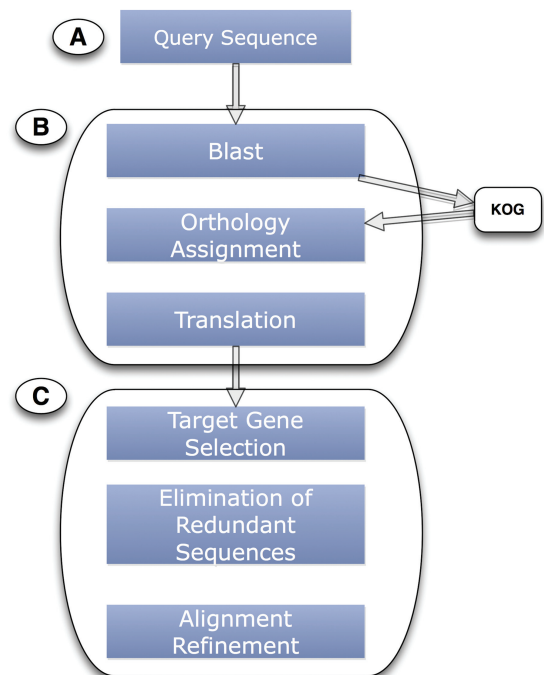 A
Query Sequence
B
Blast
KOG
Orthology
Assignment
Translation
C
Target Gene
Selection
Elimination of
Redundant
Sequences
Alignment
Refinement